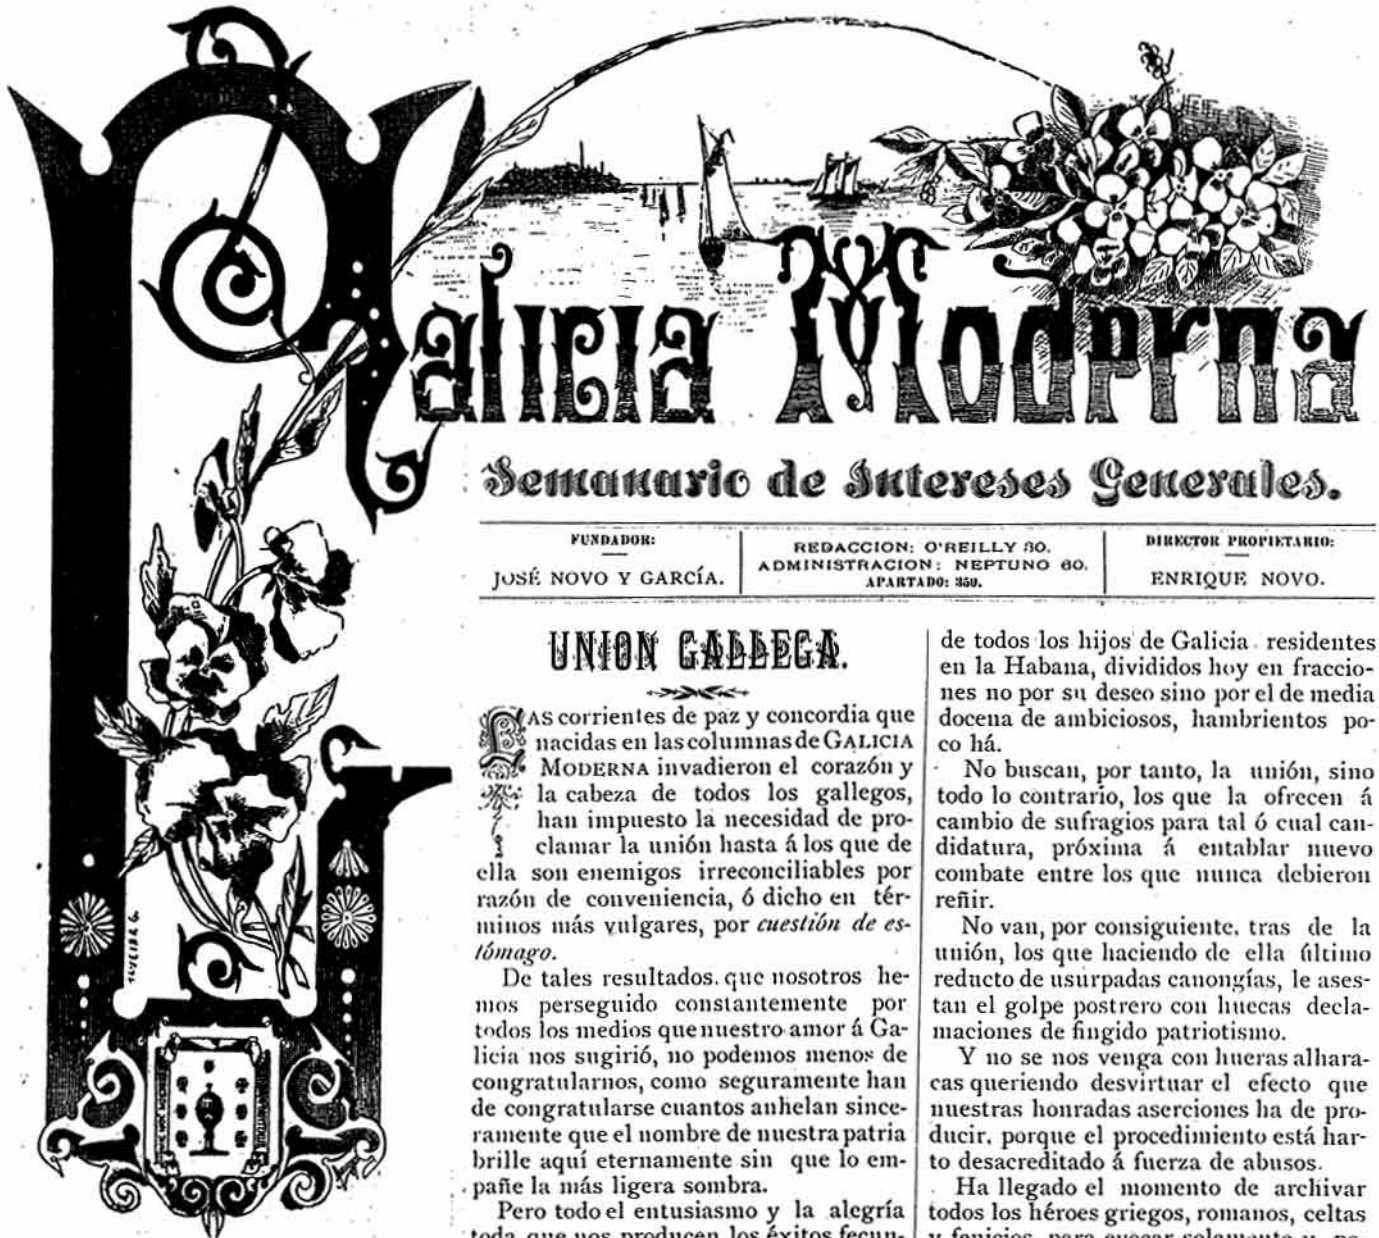 Galicia Moderna
Semanario de Intereses Generales.
FUNDADOR:
JOSÉ NOVO Y GARCÍA.
REDACCION: O'REILLY 30.
ADMINISTRACION: NEPTUNO 60.
APARTADO: 350.
DIRECTOR PROPIETARIO:
ENRIQUE NOVO.
UNION GALLEGA.
LAS corrientes de paz y concordia que
nacidas en las columnas de GALICIA
MODERNA invadieron el corazón y
la cabeza de todos los gallegos,
han impuesto la necesidad de pro-
clamar la unión hasta á los que de
ella son enemigos irreconciliables por
razón de conveniencia, ó dicho en tér-
minos más vulgares, por cuestión de es-
tómago.
De tales resultados. que nosotros he-
mos perseguido constantemente por
todos los medios que nuestro amor á Ga-
licia nos sugirió, no podemos menos de
congratularnos, como seguramente han
de congratularse cuantos anhelan since-
ramente que el nombre de nuestra patria
brille aquí eternamente sin que lo em-
pañe la más ligera sombra.
Pero todo el entusiasmo y la alegría
toda que nos producen los éxitos fecun-
de todos los hijos de Galicia residentes
en la Habana, divididos hoy en fraccio-
nes no por su deseo sino por el de media
docena de ambiciosos, hambrientos po-
co há.
No buscan, por tanto, la unión, sino
todo lo contrario, los que la ofrecen á
cambio de sufragios para tal ó cual can-
didatura, próxima á entablar nuevo
combate entre los que nunca debieron
reñir.
No van, por consiguiente, tras de la
unión, los que haciendo de ella último
reducto de usurpadas canongías, le ases-
tan el golpe postrero con huecas decla-
maciones de fingido patriotismo.
Y no se nos venga con hueras alhara-
cas queriendo desvirtuar el efecto que
nuestras honradas aserciones ha de pro-
ducir. porque el procedimiento está har-
to desacreditado á fuerza de abusos.
Ha llegado el momento de archivar
todos los héroes griegos, romanos, celtas
y fenicios, para evocar solamente y